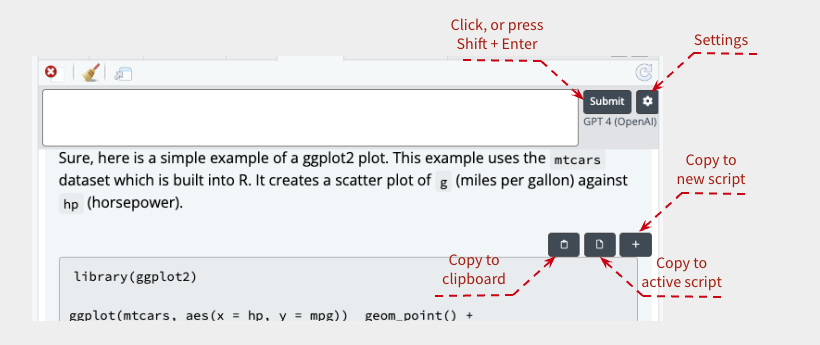 Click, or press
Shift + Enter
Settings
Submit
GPT 4 (OpenAI)
Sure, here is a simple example of a ggplot2 plot. This example uses the mtcars
dataset which is built into R. It creates a scatter plot of g (miles per gallon) against
hp (horsepower).
Copy to
new script
Copy to
clipboard
Copy to
active script
library(ggplot2)
ggplot(mtcars, aes(x = hp, y = mpg)) geom_point() +